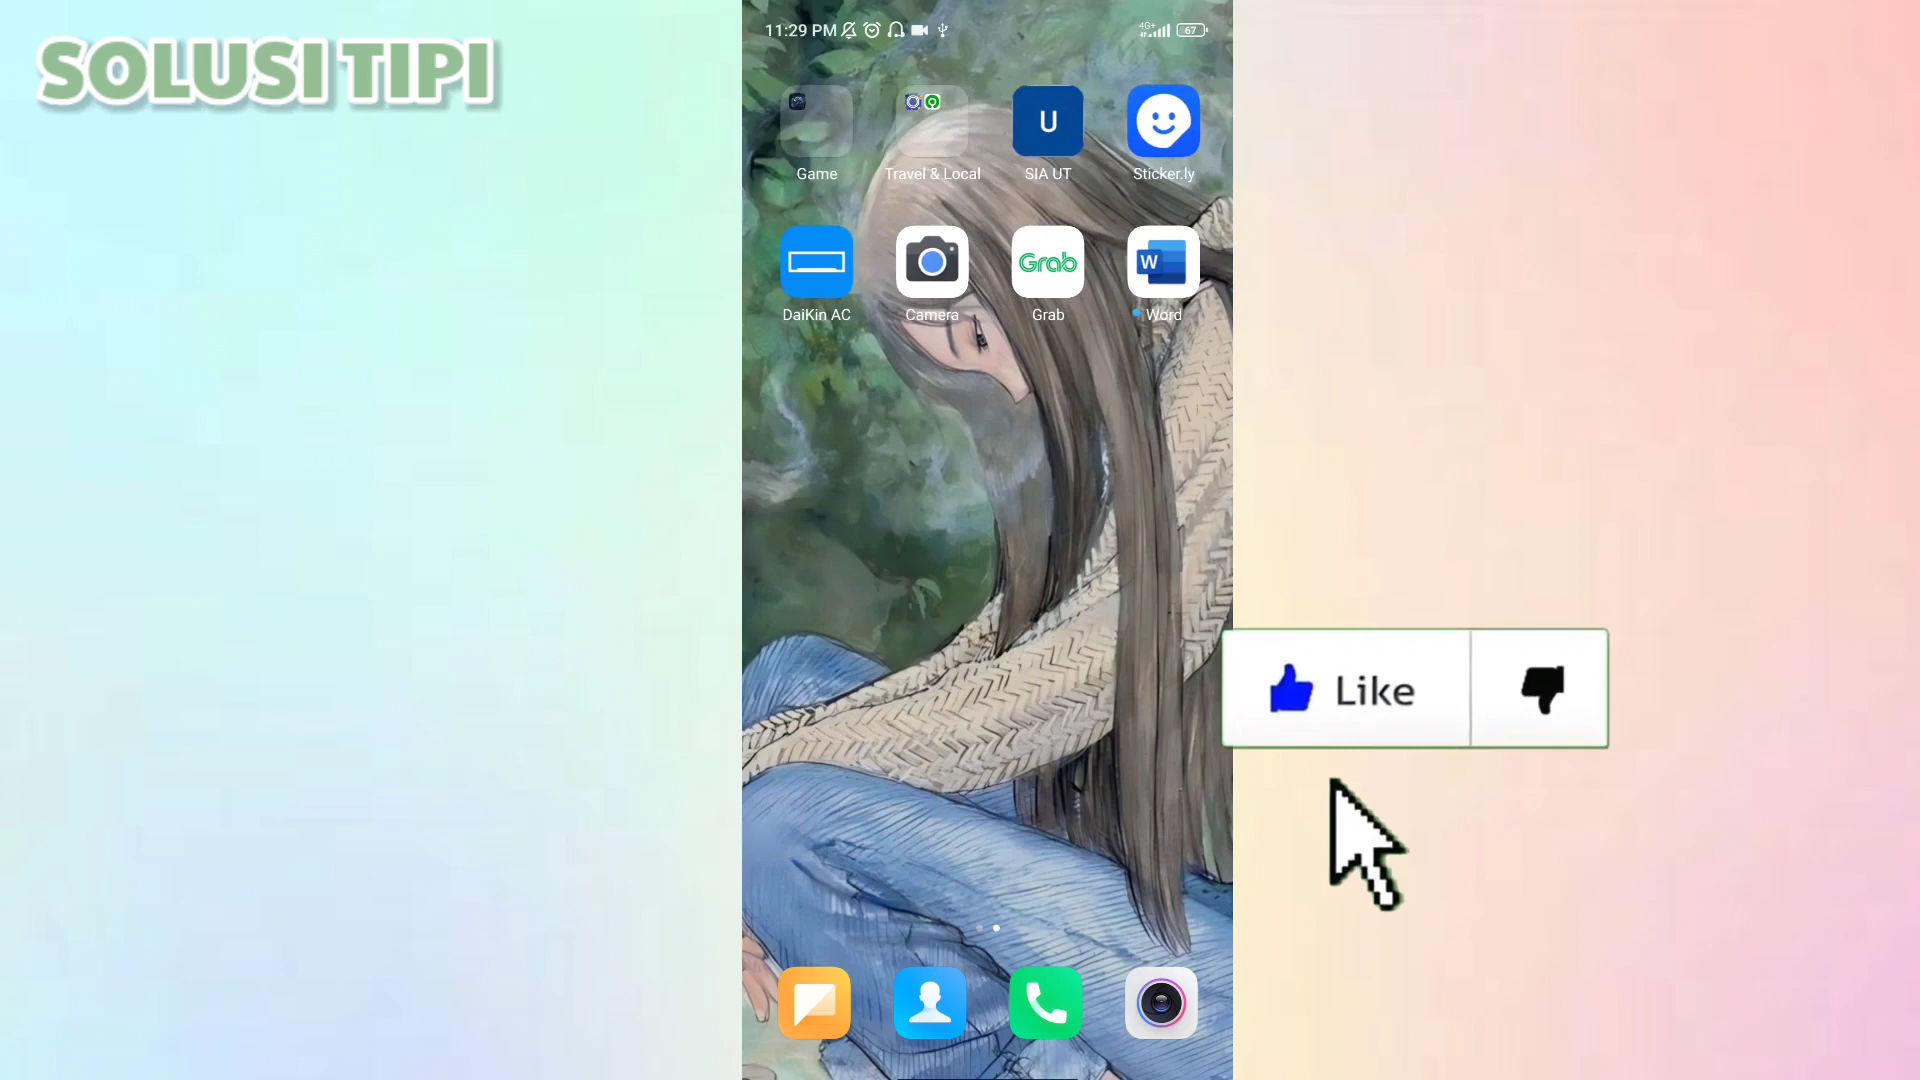 SOLUSI TIPI
11:29 PM
4G+
67
Game
Travel & Local
U
SIA UT
Sticker.ly
DaiKin AC
Camera
Grab
Grab
W
Word
Like